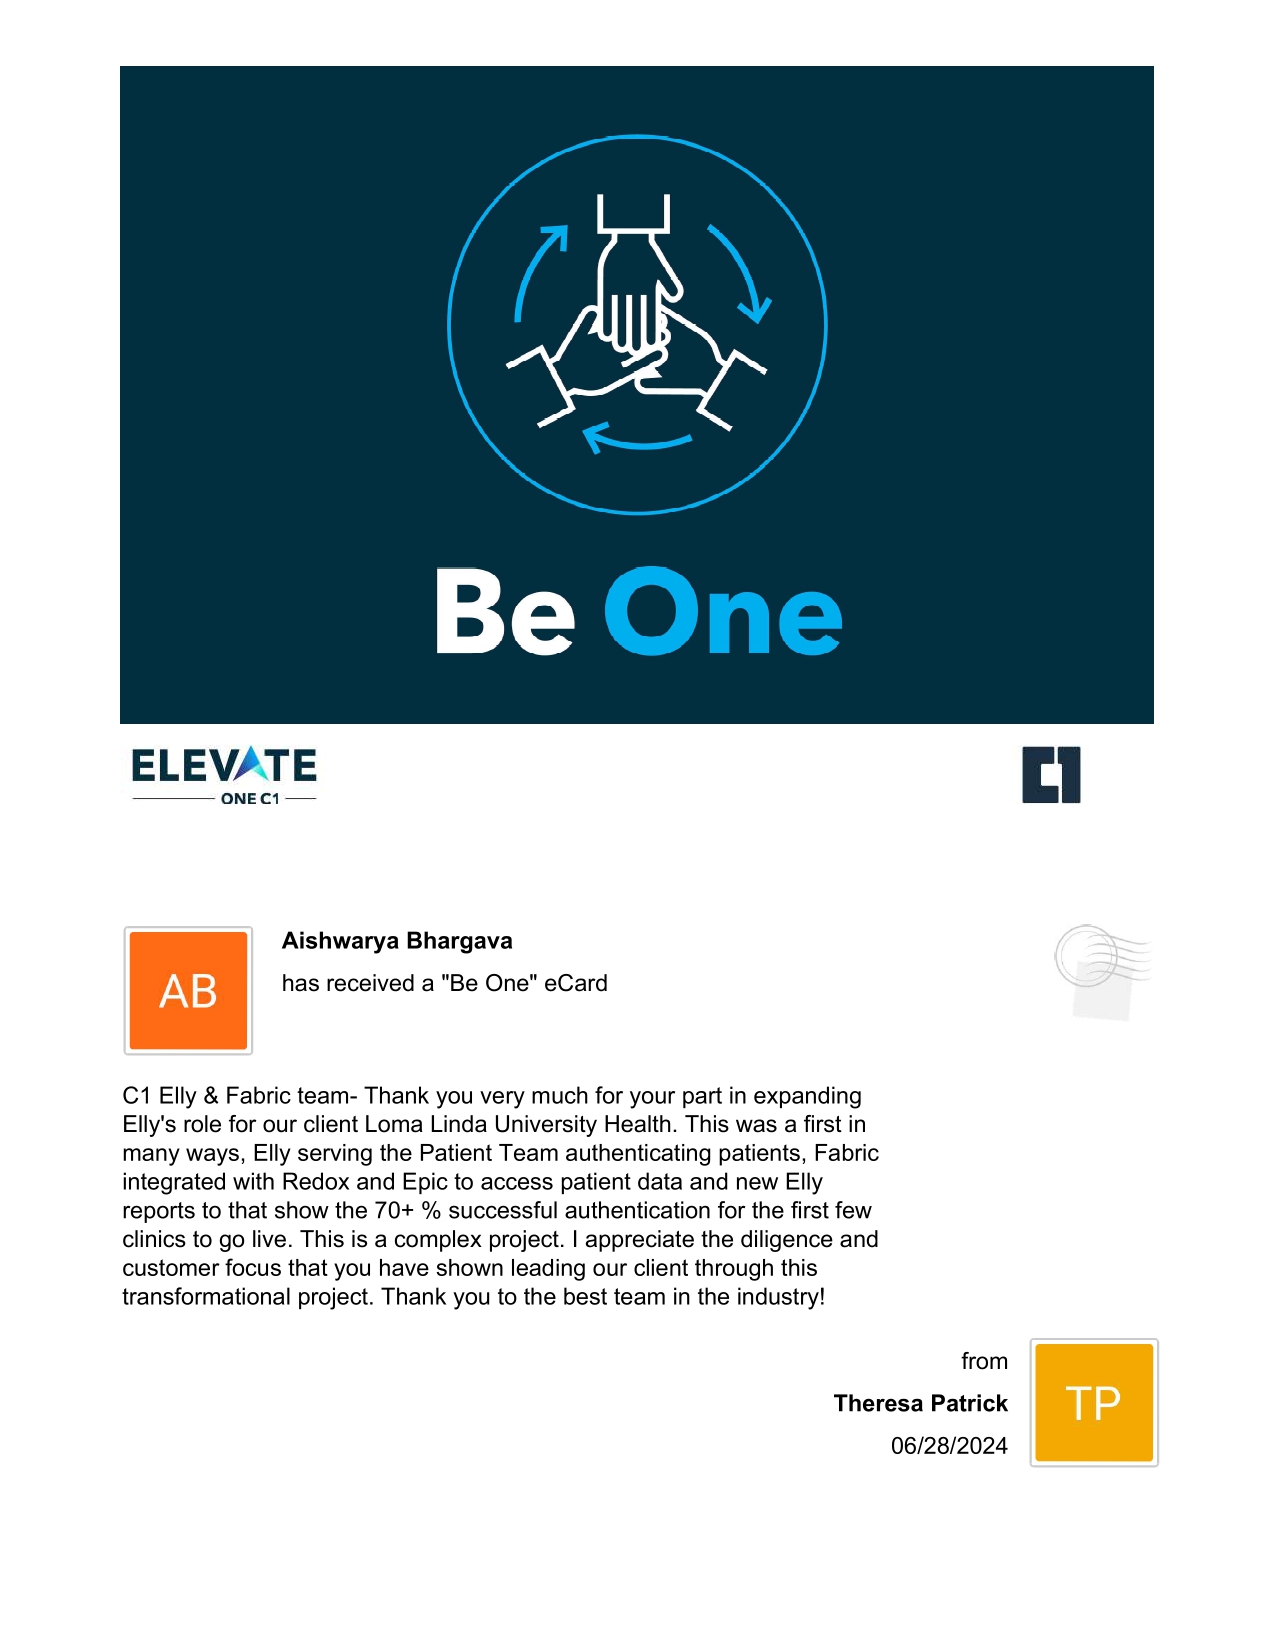 Be One
ELEVATE
ONE C1
C1
Aishwarya Bhargava
has received a "Be One" eCard
AB
C1 Elly & Fabric team- Thank you very much for your part in expanding
Elly's role for our client Loma Linda University Health. This was a first in
many ways, Elly serving the Patient Team authenticating patients, Fabric
integrated with Redox and Epic to access patient data and new Elly
reports to that show the 70+ % successful authentication for the first few
clinics to go live. This is a complex project. I appreciate the diligence and
customer focus that you have shown leading our client through this
transformational project. Thank you to the best team in the industry!
from
Theresa Patrick
06/28/2024
TP